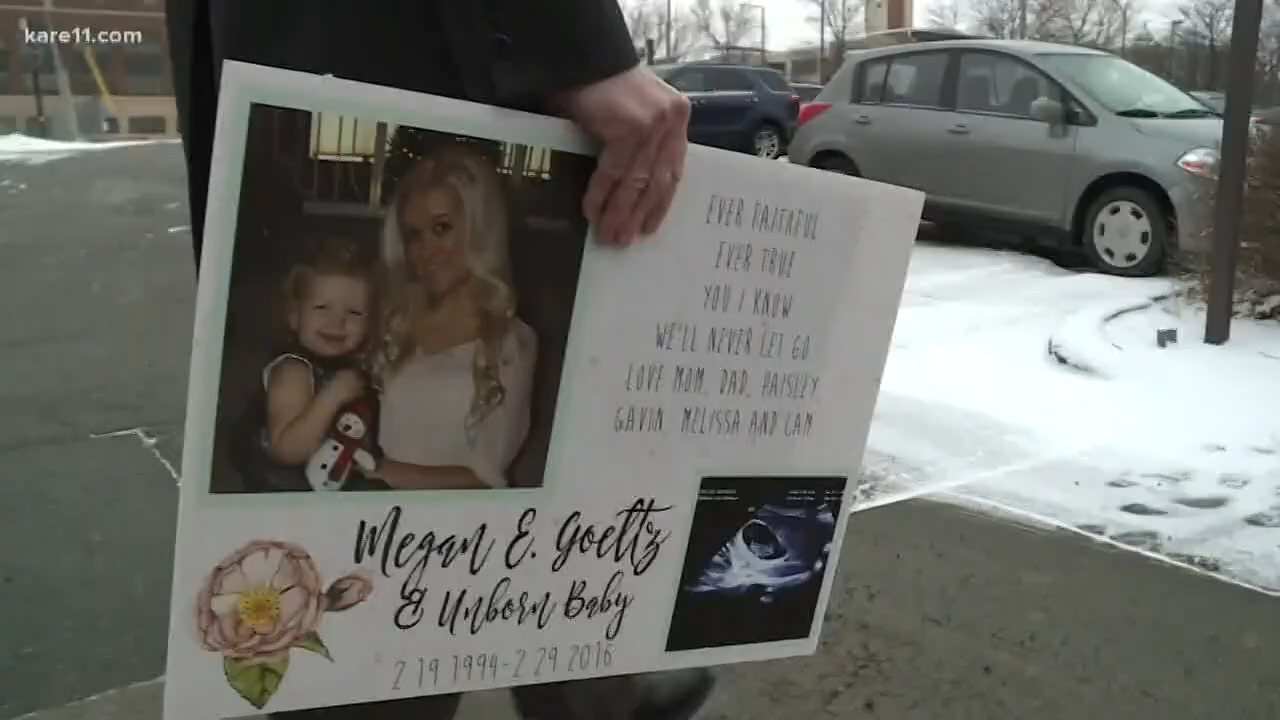 kare11.com
EVER FAITHFUL
EVER TRUE
YOU I KNOW
WE'LL NEVER LET GO
LOVE MOM, DAD, PAISLEY,
GAVIN, MELISSA AND CAM
Megan E. Goeltz
& Unborn Baby
2 19 1994-2 29 2016